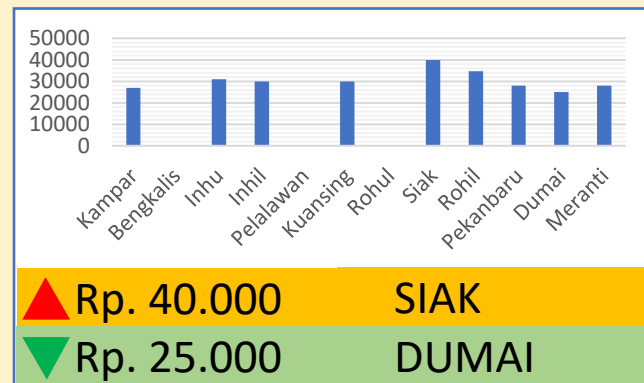 50000
40000
30000
20000
10000
0
Kampar
Bengkalis
Inhu
Inhil
Pelalawan
Kuansing
Rohul
Siak
Rohil
Pekanbaru
Dumai
Meranti
Rp. 40.000 SIAK
Rp. 25.000 DUMAI